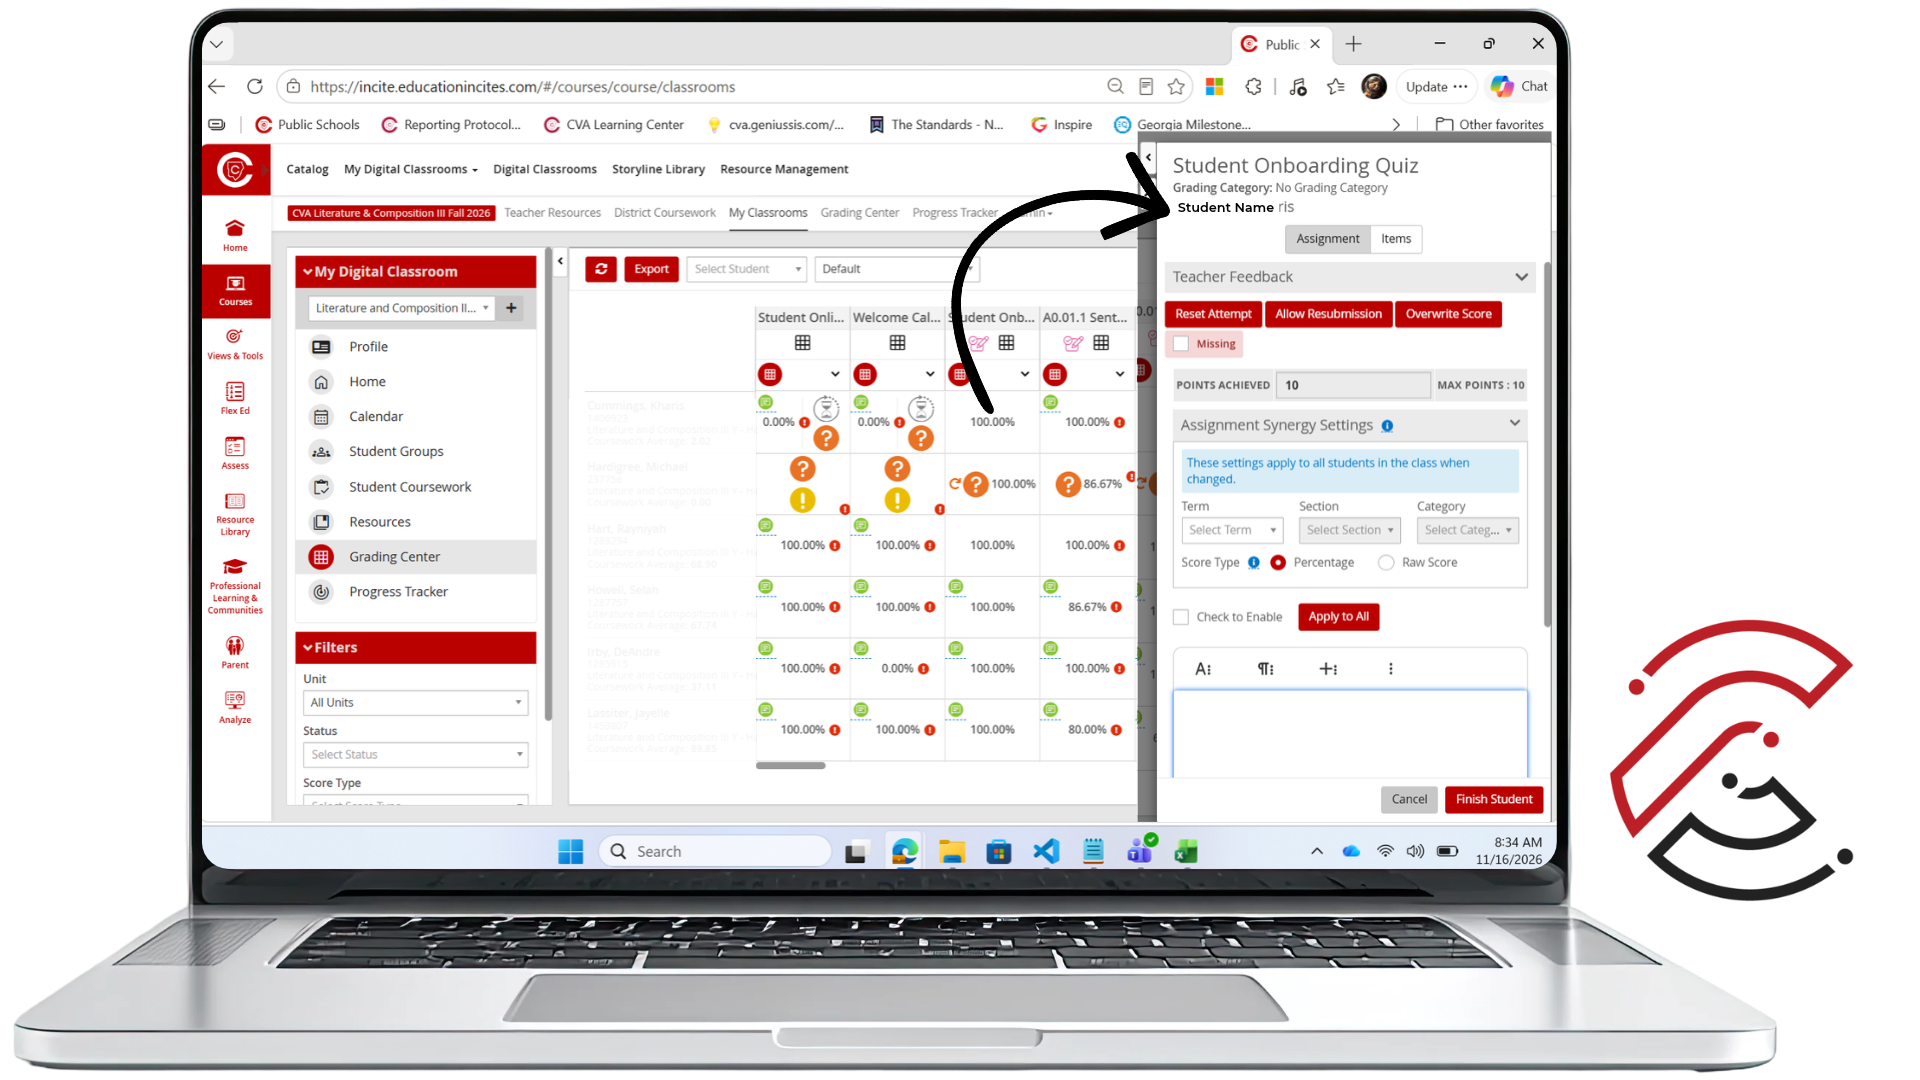 Public
https://incite.educationincites.com/#/courses/course/classrooms
Update
Chat
Public Schools
Reporting Protocol...
CVA Learning Center
cva.geniussis.com/...
The Standards - N...
Inspire
Georgia Milestone...
Other favorites
Catalog
My Digital Classrooms
Digital Classrooms
Storyline Library
Resource Management
CVA Literature & Composition III Fall 2026
Teacher Resources
District Coursework
My Classrooms
Grading Center
Progress Tracker
Home
Courses
Views & Tools
Flex Ed
Assess
Resource
Library
Professional
Learning &
Communities
Parent
Analyze
My Digital Classroom
Literature and Composition II...
Profile
Home
Calendar
Student Groups
Student Coursework
Resources
Grading Center
Progress Tracker
Filters
Unit
All Units
Status
Select Status
Score Type
Export
Select Student
Default
Student Onli...
Welcome Cal...
Student Onb...
A0.01.1 Sent...
0.00%
0.00%
100.00%
100.00%
100.00%
86.67%
100.00%
100.00%
100.00%
100.00%
100.00%
100.00%
100.00%
86.67%
100.00%
0.00%
100.00%
100.00%
100.00%
100.00%
100.00%
80.00%
Student Onboarding Quiz
Grading Category: No Grading Category
Student Name ris
Assignment
Items
Teacher Feedback
Reset Attempt
Allow Resubmission
Overwrite Score
Missing
POINTS ACHIEVED
10
MAX POINTS : 10
Assignment Synergy Settings
These settings apply to all students in the class when
changed.
Term
Section
Category
Select Term
Select Section
Select Categ...
Score Type
Percentage
Raw Score
Check to Enable
Apply to All
Cancel
Finish Student
Search
8:34 AM
11/16/2026